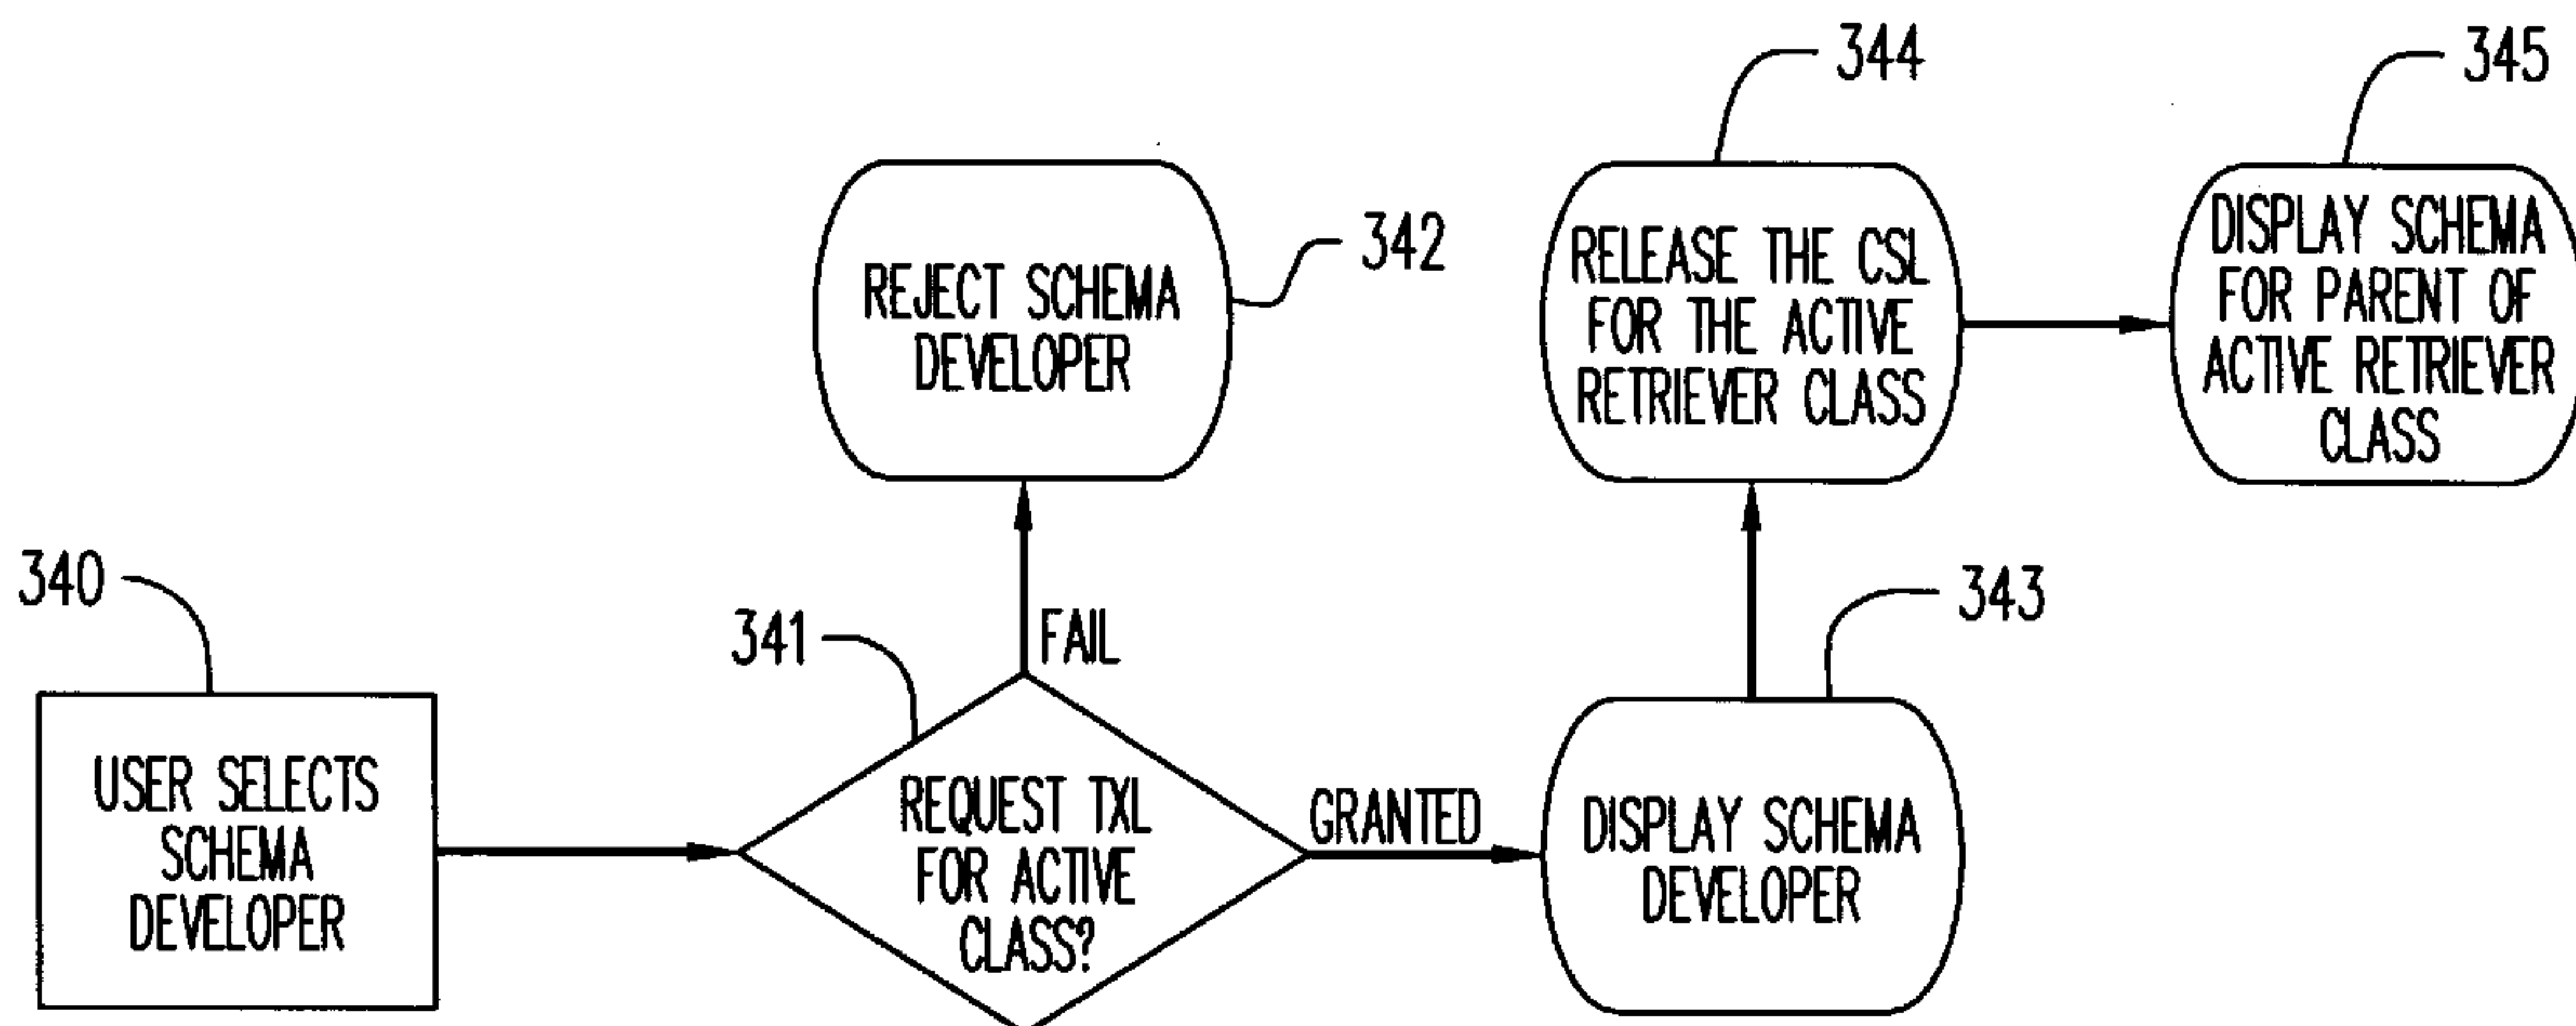 340
USER SELECTS
SCHEMA
DEVELOPER
341
REQUEST TXL
FOR ACTIVE
CLASS?
FAIL
342
REJECT SCHEMA
DEVELOPER
GRANTED
343
DISPLAY SCHEMA
DEVELOPER
344
RELEASE THE CSL
FOR THE ACTIVE
RETRIEVER CLASS
345
DISPLAY SCHEMA
FOR PARENT OF
ACTIVE RETRIEVER
CLASS